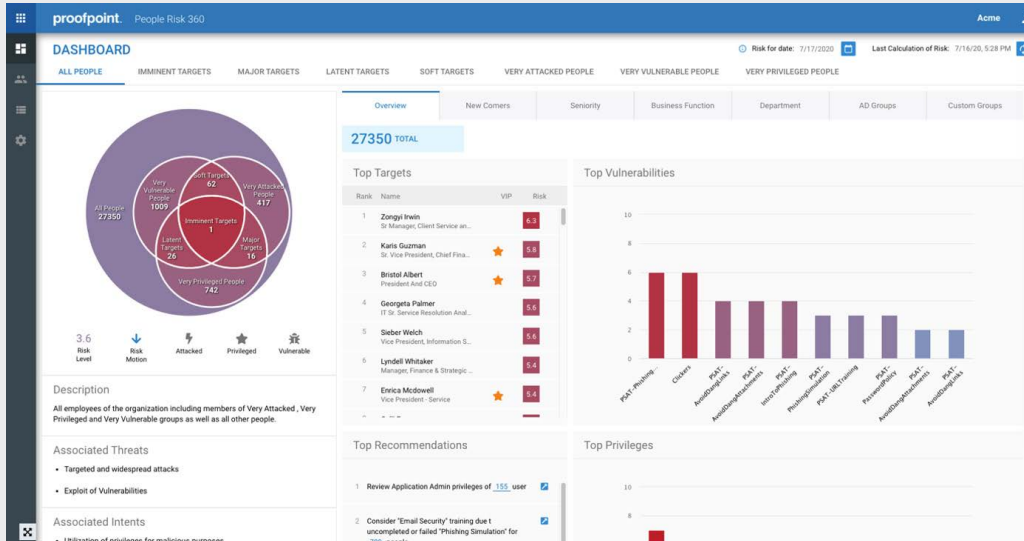 proofpoint. People Risk 360
Acme
DASHBOARD
Risk for date: 7/17/2020
Last Calculation of Risk: 7/16/20, 5:28 PM
ALL PEOPLE IMMINENT TARGETS MAJOR TARGETS LATENT TARGETS SOFT TARGETS VERY ATTACKED PEOPLE VERY VULNERABLE PEOPLE VERY PRIVILEGED PEOPLE
All People
27350
Very
Vulnerable
People
1009
Soft Targets
62
Very Attacked
People
417
Imminent Targets
1
Latent
Targets
26
Major
Targets
16
Very Privileged People
742
3.6
Risk
Level
Risk
Motion
Attacked
Privileged
Vulnerable
Description
All employees of the organization including members of Very Attacked , Very
Privileged and Very Vulnerable groups as well as all other people.
Associated Threats
• Targeted and widespread attacks
• Exploit of Vulnerabilities
Associated Intents
• Utilization of privileges for malicious purposes
Overview New Comers Seniority Business Function Department AD Groups Custom Groups
27350 TOTAL
Top Targets
Rank Name VIP Risk
1 Zongyi Irwin 6.3
Sr Manager, Client Service an...
2 Karis Guzman 5.8
Sr. Vice President, Chief Fina...
3 Bristol Albert 5.7
President And CEO
4 Georgeta Palmer 5.6
IT Sr. Service Resolution Anal...
5 Sieber Welch 5.6
Vice President, Information S...
6 Lyndell Whitaker 5.4
Manager, Finance & Strategic ...
7 Enrica Mcdowell 5.4
Vice President - Service
Top Vulnerabilities
10
8
6
4
2
0
PSAT-Phishing...
Clickers
PSAT-
AvoidDangLinks
PSAT-
AvoidDangAttachments
PSAT-
IntroToPhishing
PSAT-
PhishingSimulation
PSAT-URLTraining
PSAT-
PasswordPolicy
PSAT-
AvoidDangAttachments
PSAT-
AvoidDangLinks
Top Recommendations
1 Review Application Admin privileges of 155 user
2 Consider "Email Security" training due t
uncompleted or failed "Phishing Simulation" for
people
Top Privileges
10
8